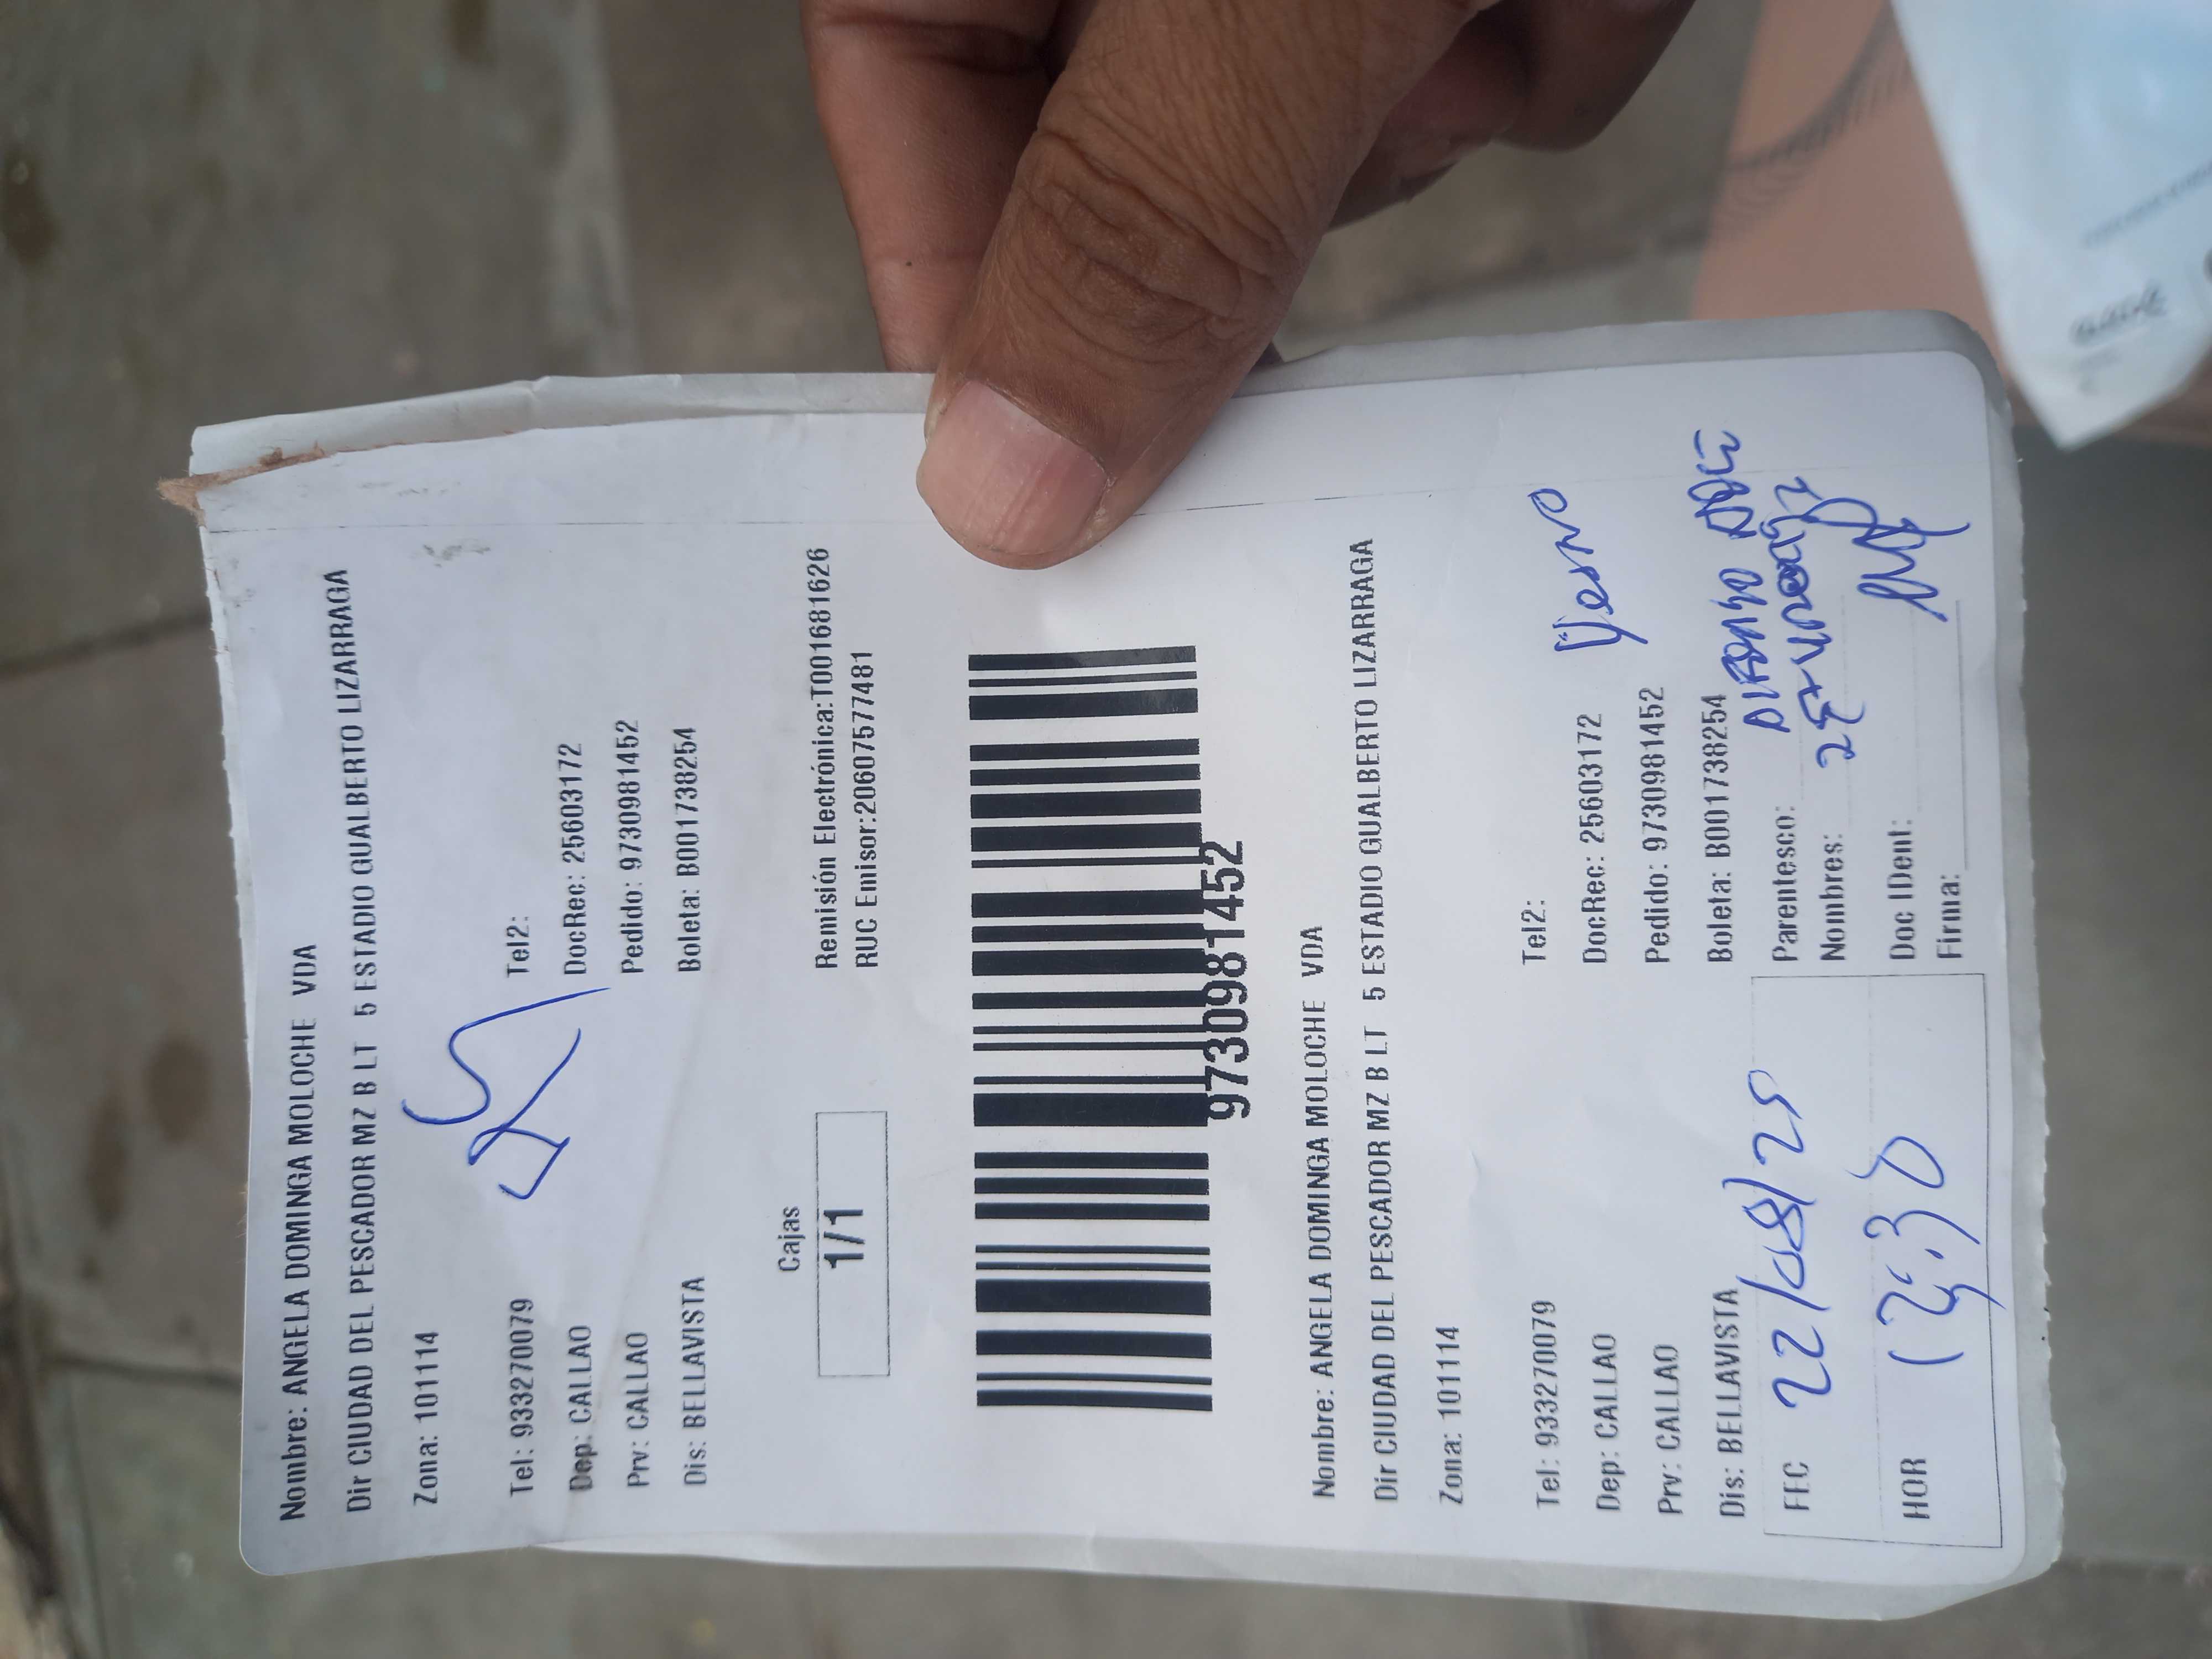 Nombre: ANGELA DOMINGA MOLOCHE VDA
Dir CIUDAD DEL PESCADOR MZ B LT 5 ESTADIO GUALBERTO LIZARRAGA
Zona: 101114
Tel: 933270079 Tel2:
Dep: CALLAO DocRec: 25603172
Prv: CALLAO Pedido: 9730981452
Dis: BELLAVISTA Boleta: B001738254
Cajas
1/1
Remisión Electrónica:T001681626
RUC Emisor:20607577481
9730981452
Nombre: ANGELA DOMINGA MOLOCHE VDA
Dir CIUDAD DEL PESCADOR MZ B LT 5 ESTADIO GUALBERTO LIZARRAGA
Zona: 101114
Tel: 933270079 Tel2:
Yerno
Dep: CALLAO DocRec: 25603172
Prv: CALLAO Pedido: 9730981452
Dis: BELLAVISTA Boleta: B001738254
FEC 22/08/25 Parentesco:
Nombres:
HOR Doc IDent:
Firma: